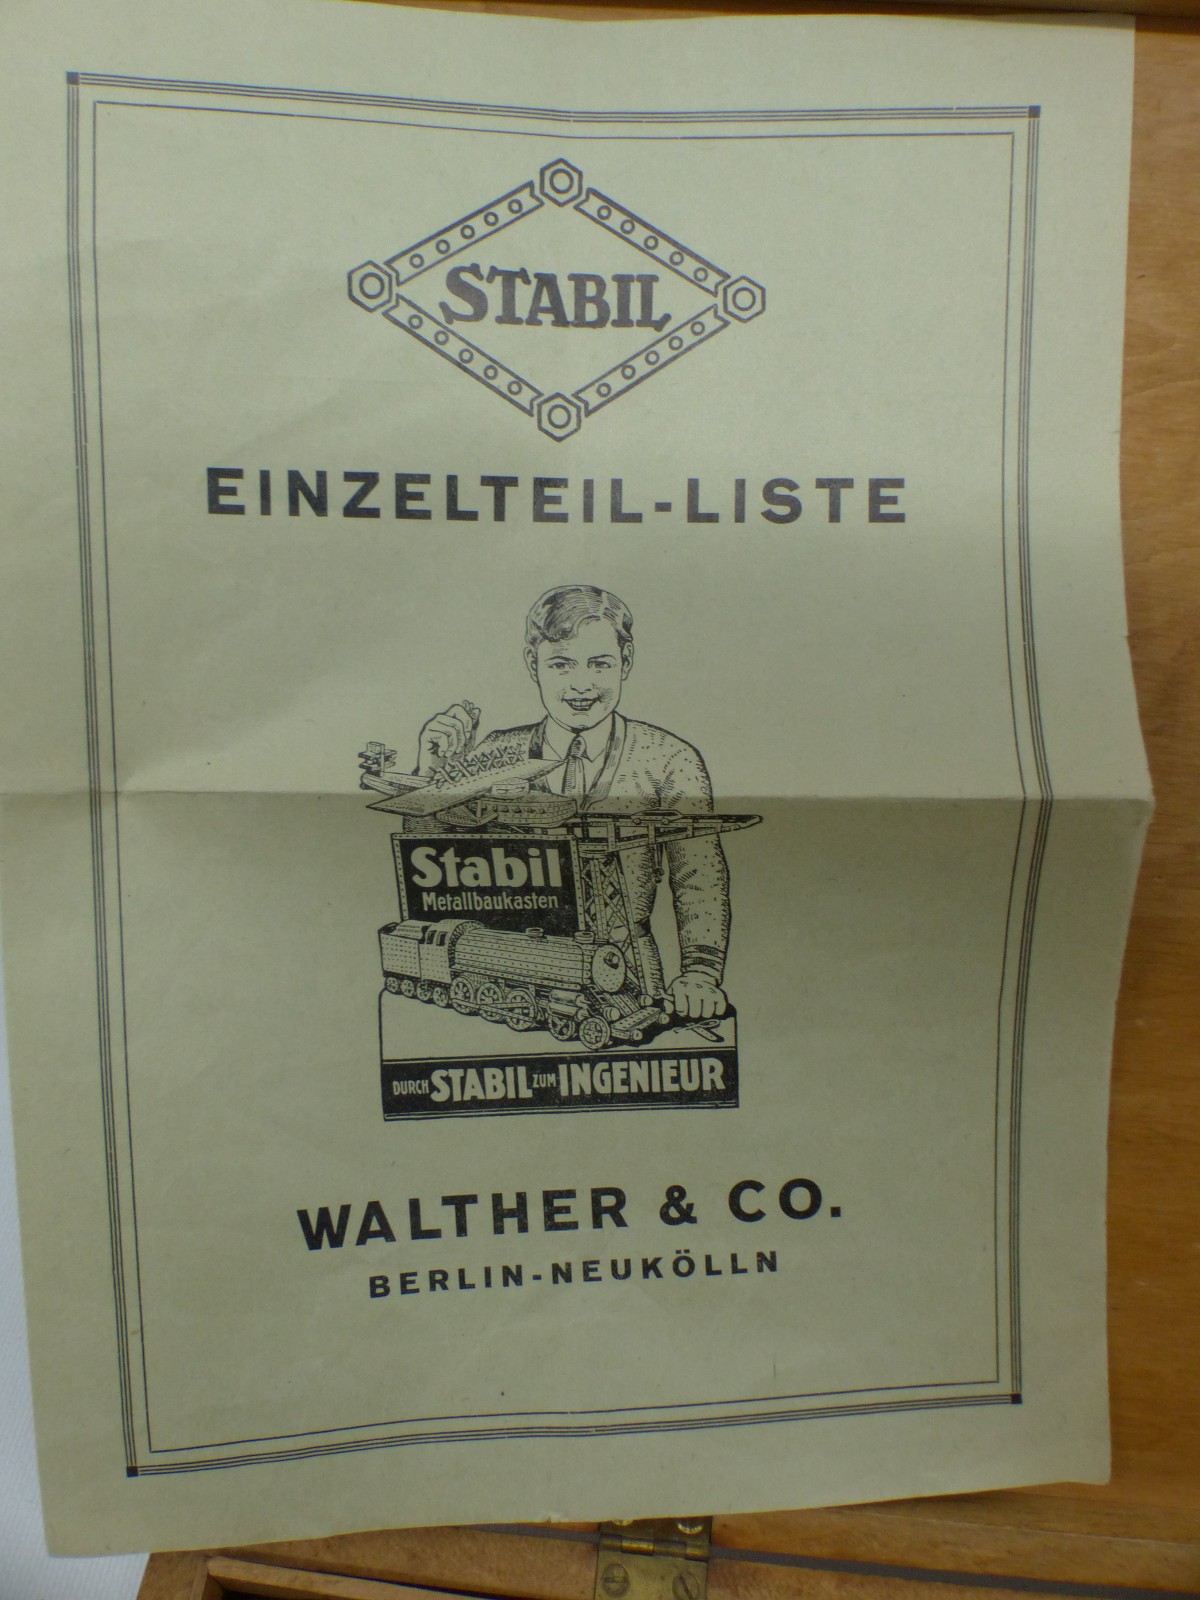 STABIL
EINZELTEIL-LISTE
Stabil
Metallbaukasten
DURCH STABIL ZUM INGENIEUR
WALTHER & CO.
BERLIN-NEUKÖLLN